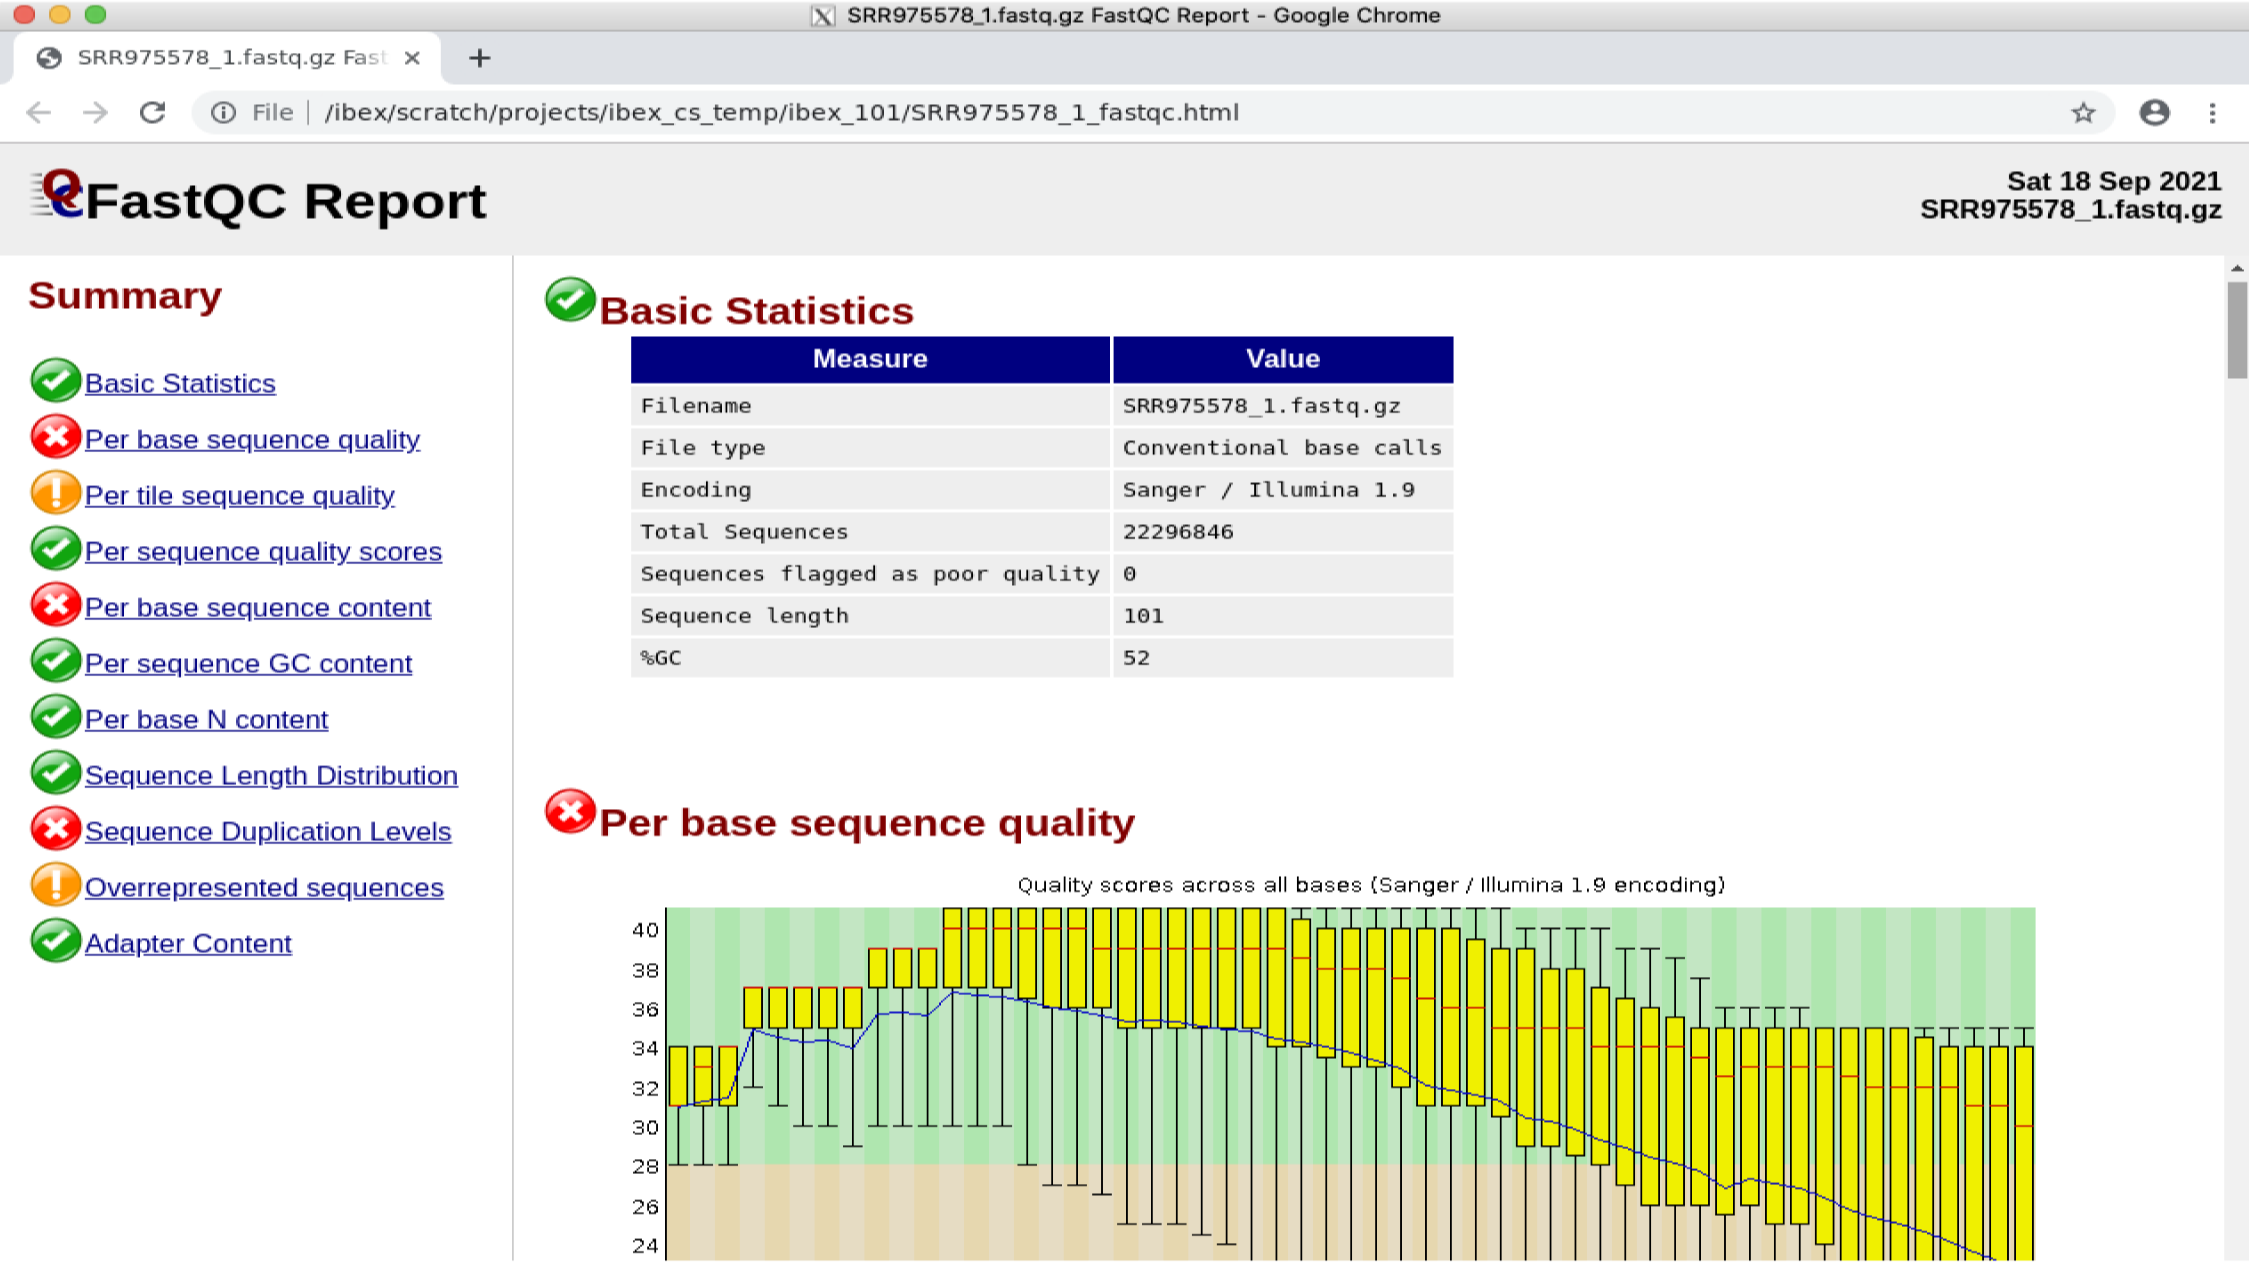 SRR975578_1.fastq.gz FastQC Report - Google Chrome
SRR975578_1.fastq.gz Fast
File | /ibex/scratch/projects/ibex_cs_temp/ibex_101/SRR975578_1_fastqc.html
FastQC Report
Sat 18 Sep 2021
SRR975578_1.fastq.gz
Summary
Basic Statistics
Per base sequence quality
Per tile sequence quality
Per sequence quality scores
Per base sequence content
Per sequence GC content
Per base N content
Sequence Length Distribution
Sequence Duplication Levels
Overrepresented sequences
Adapter Content
Basic Statistics
Measure Value
Filename SRR975578_1.fastq.gz
File type Conventional base calls
Encoding Sanger / Illumina 1.9
Total Sequences 22296846
Sequences flagged as poor quality 0
Sequence length 101
%GC 52
Per base sequence quality
Quality scores across all bases (Sanger / Illumina 1.9 encoding)
40
38
36
34
32
30
28
26
24